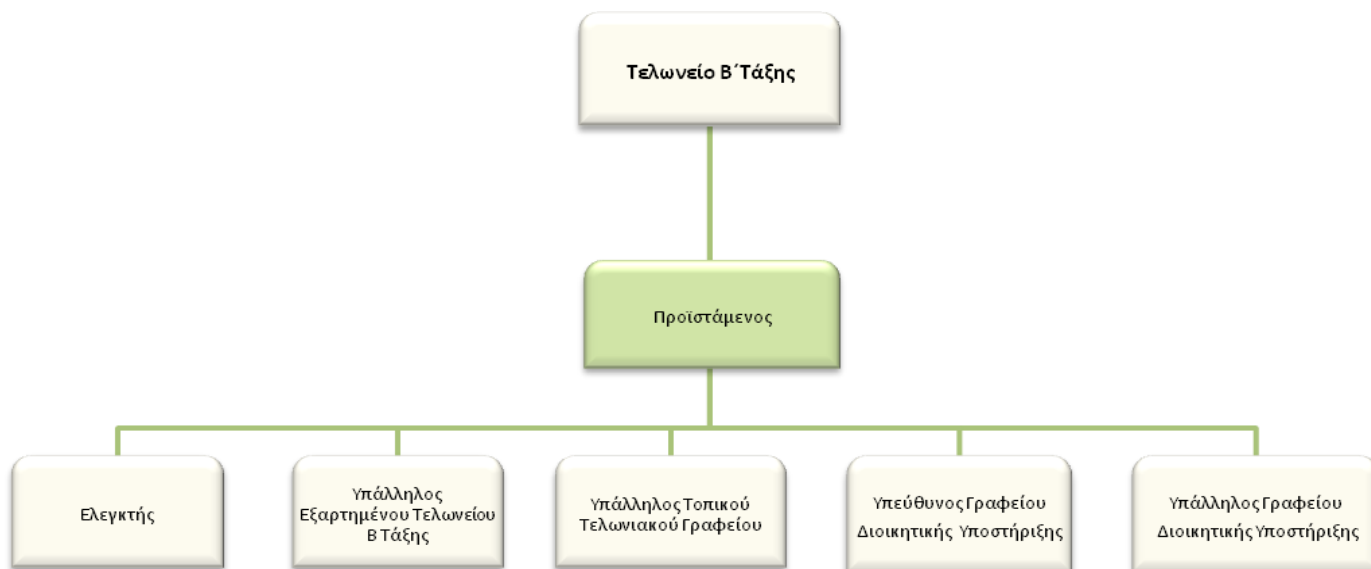 Τελωνείο Β΄Τάξης
Προϊστάμενος
Ελεγκτής
Υπάλληλος
Εξαρτημένου Τελωνείου
Β Τάξης
Υπάλληλος Τοπικού
Τελωνιακού Γραφείου
Υπεύθυνος Γραφείου
Διοικητικής Υποστήριξης
Υπάλληλος Γραφείου
Διοικητικής Υποστήριξης